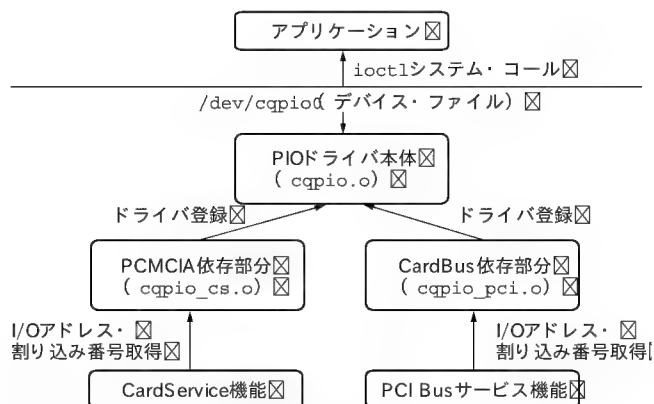 アプリケーション
ioctlシステム・コール
/dev/cqpio0( デバイス・ファイル)
PIOドライバ本体
( cqpio.o)
ドライバ登録
ドライバ登録
PCMCIA依存部分
( cqpio_cs.o)
CardBus依存部分
( cqpio_pci.o)
I/Oアドレス・
割り込み番号取得
I/Oアドレス・
割り込み番号取得
CardService機能
PCI Busサービス機能